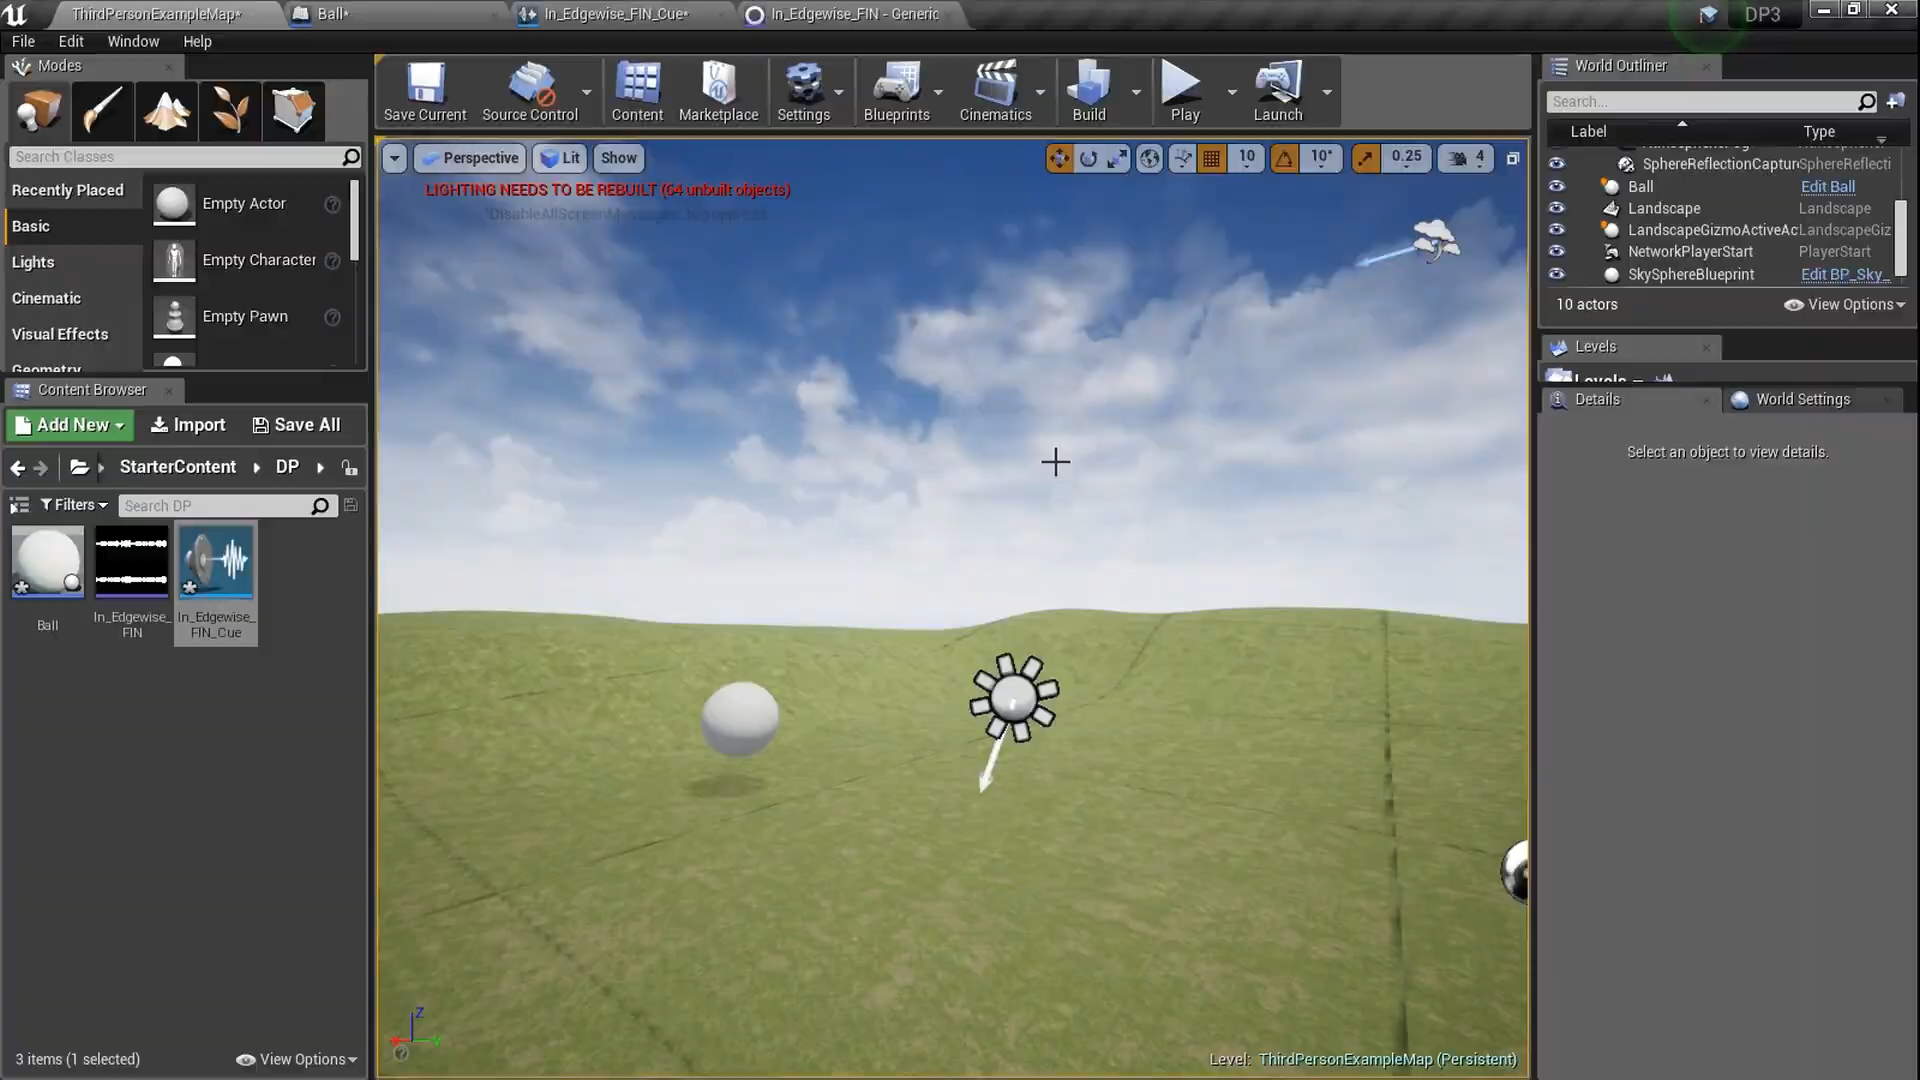 ThirdPersonExampleMap*
Ball*
In_Edgewise_FIN_Cue*
In_Edgewise_FIN - Generic
DP3
File
Edit
Window
Help
Modes
Search Classes
Recently Placed
Basic
Lights
Cinematic
Visual Effects
Geometry
Empty Actor
Empty Character
Empty Pawn
Content Browser
Add New
Import
Save All
StarterContent
DP
Filters
Search DP
Ball
In_Edgewise_
FIN
In_Edgewise_
FIN_Cue
3 items (1 selected)
View Options
Save Current
Source Control
Content
Marketplace
Settings
Blueprints
Cinematics
Build
Play
Launch
Perspective
Lit
Show
10
10°
0.25
4
LIGHTING NEEDS TO BE REBUILT (64 unbuilt objects)
Z
Level: ThirdPersonExampleMap (Persistent)
World Outliner
Search...
Label
Type
SphereReflectionCaptur
SphereReflecti
Ball
Edit Ball
Landscape
Landscape
LandscapeGizmoActiveAc
LandscapeGiz
NetworkPlayerStart
PlayerStart
SkySphereBlueprint
Edit BP_Sky_
10 actors
View Options
Levels
Levels
Details
World Settings
Select an object to view details.